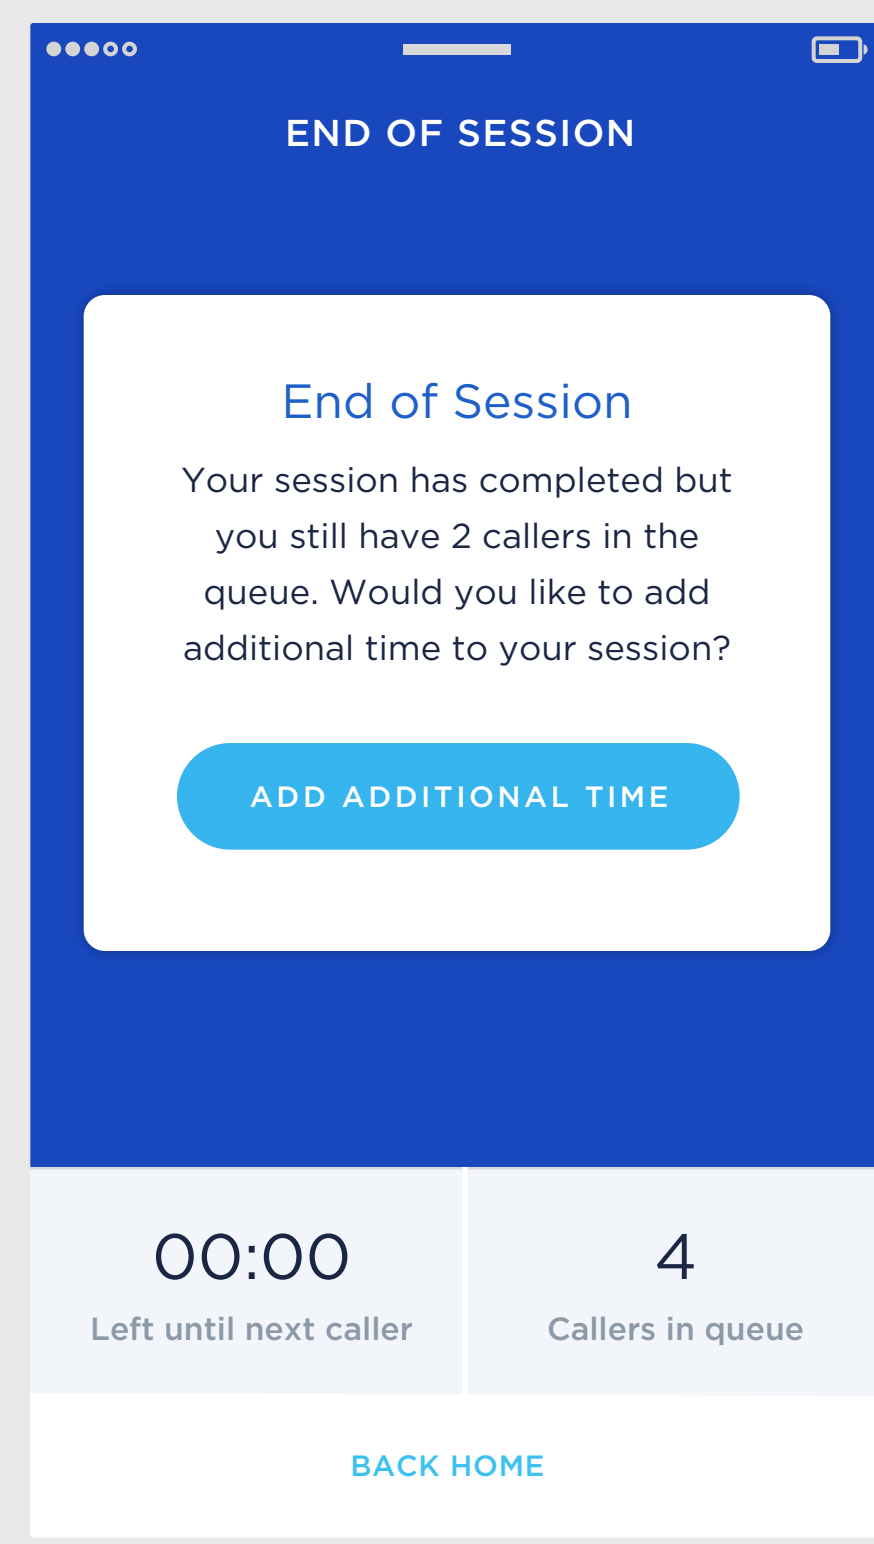 END OF SESSION
End of Session
Your session has completed but
you still have 2 callers in the
queue. Would you like to add
additional time to your session?
ADD ADDITIONAL TIME
00:00
Left until next caller
4
Callers in queue
BACK HOME